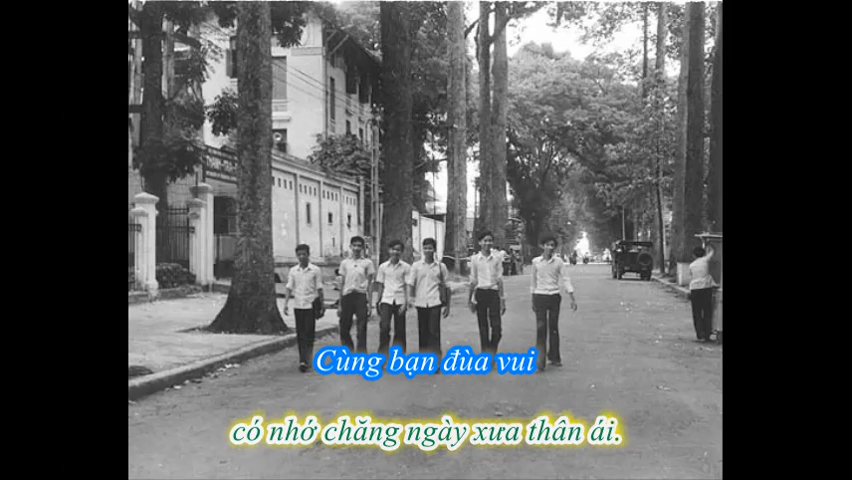 Cùng bạn đùa vui
có nhớ chăng ngày xưa thân ái.